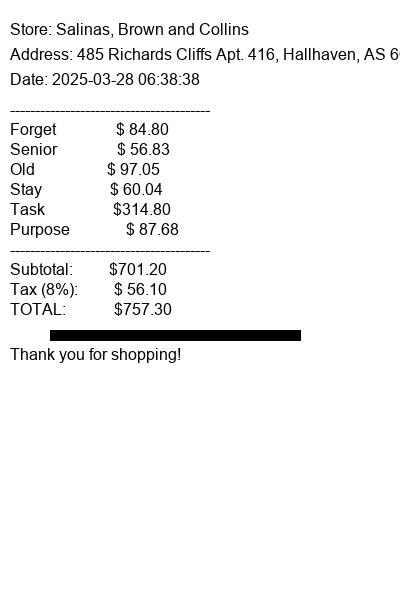 Store: Salinas, Brown and Collins
Address: 485 Richards Cliffs Apt. 416, Hallhaven, AS 6
Date: 2025-03-28 06:38:38
----------------------------------------
Forget $ 84.80
Senior $ 56.83
Old $ 97.05
Stay $ 60.04
Task $314.80
Purpose $ 87.68
----------------------------------------
Subtotal: $701.20
Tax (8%): $ 56.10
TOTAL: $757.30
Thank you for shopping!